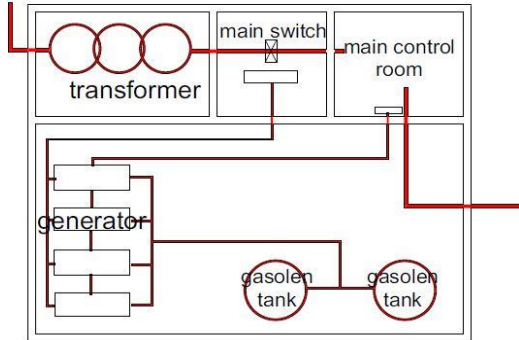 main switch
main control
room
transformer
generator
gasolen
tank
gasolen
tank